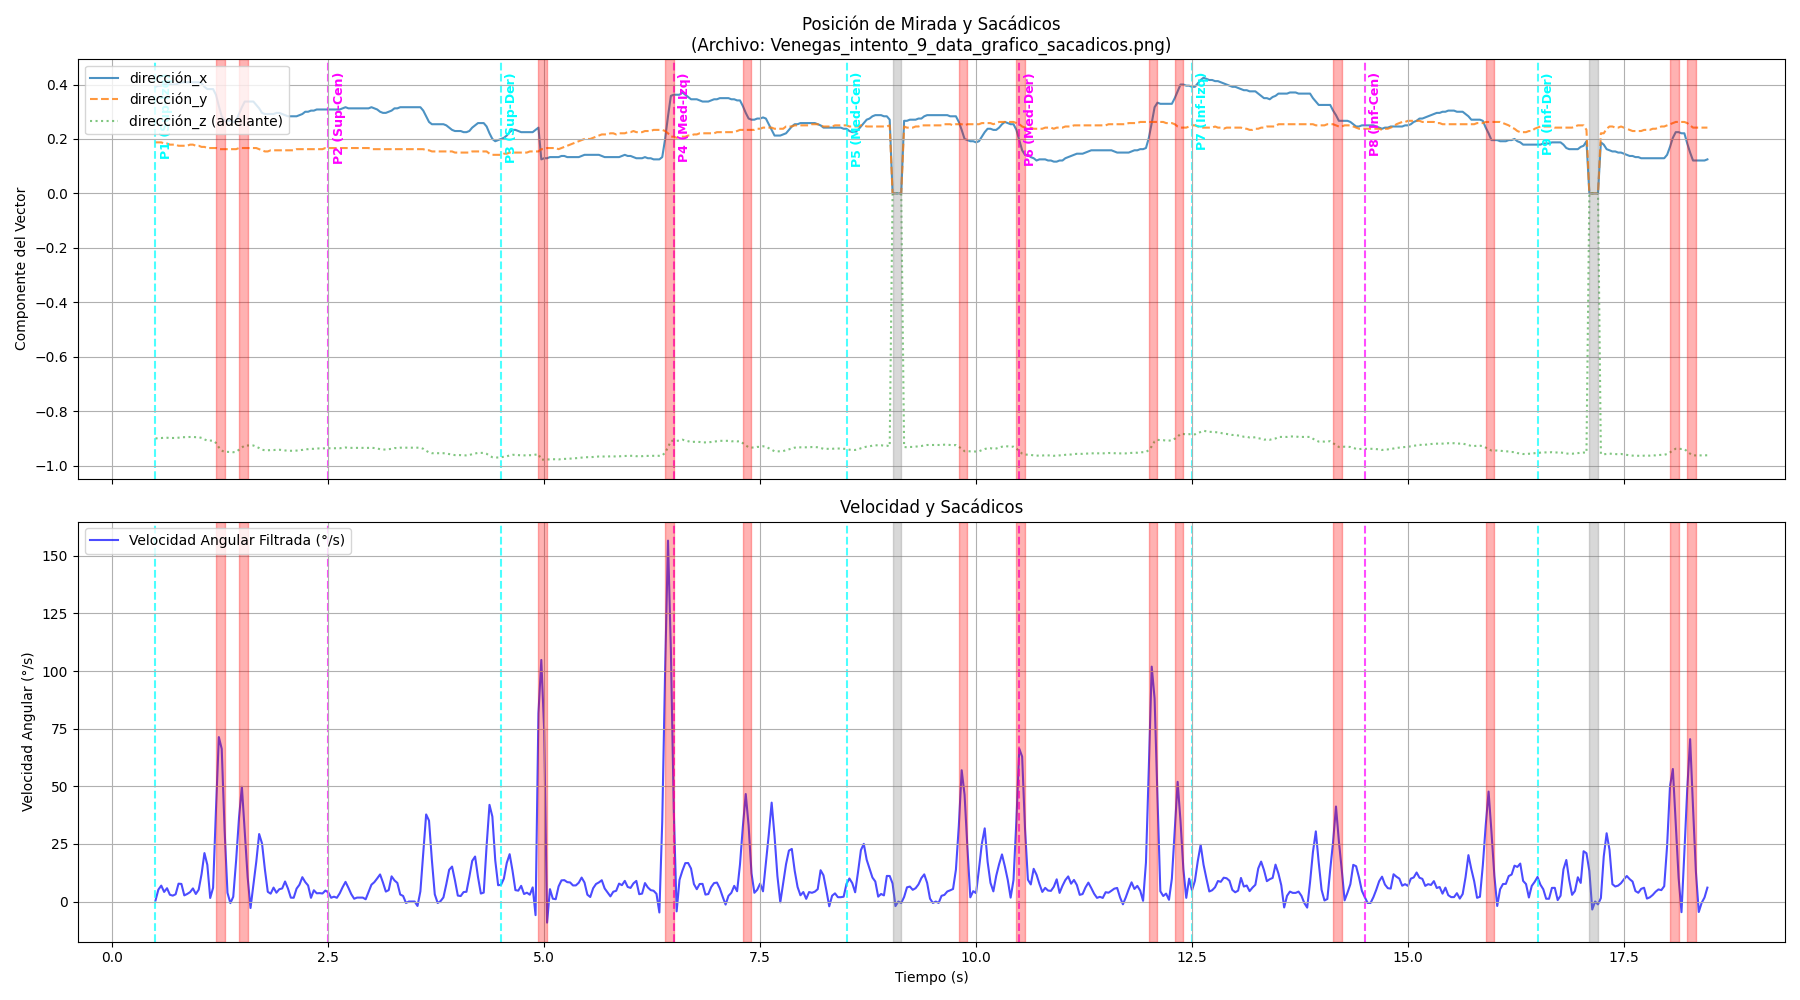 Posición de Mirada y Sacádicos
(Archivo: Venegas_intento_9_data_grafico_sacadicos.png)
dirección_x
dirección_y
dirección_z (adelante)
P2 (Sup-Cen)
P3 (Sup-Der)
P4 (Med-Izq)
P5 (Med-Cen)
P6 (Med-Der)
P7 (Inf-Izq)
P8 (Inf-Cen)
P9 (Inf-Der)
Componente del Vector
0.4
0.2
0.0
−0.2
−0.4
−0.6
−0.8
−1.0
Velocidad y Sacádicos
Velocidad Angular Filtrada (°/s)
Velocidad Angular (°/s)
150
125
100
75
50
25
0
0.0 2.5 5.0 7.5 10.0 12.5 15.0 17.5
Tiempo (s)